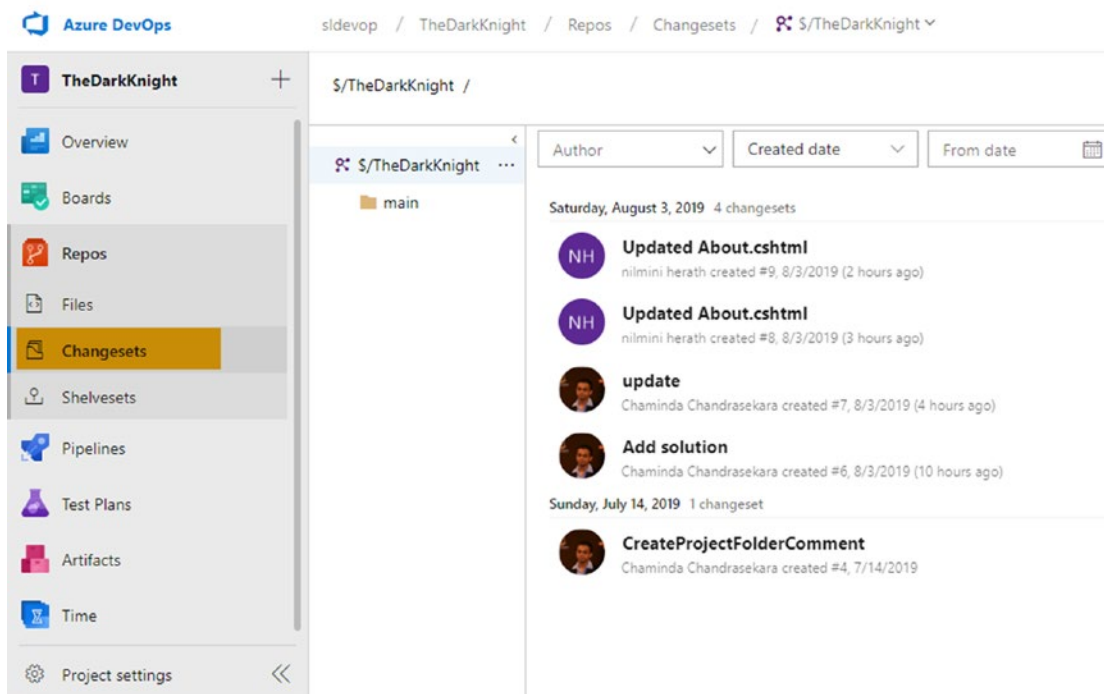 Azure DevOps
sldevop / TheDarkKnight / Repos / Changesets / $/TheDarkKnight
T TheDarkKnight +
$/TheDarkKnight /
Overview
Boards
Repos
Files
Changesets
Shelvesets
Pipelines
Test Plans
Artifacts
Time
Project settings
$/TheDarkKnight ...
main
Author Created date From date
Saturday, August 3, 2019 4 changesets
NH Updated About.cshtml
nilmini herath created #9, 8/3/2019 (2 hours ago)
NH Updated About.cshtml
nilmini herath created #8, 8/3/2019 (3 hours ago)
update
Chaminda Chandrasekara created #7, 8/3/2019 (4 hours ago)
Add solution
Chaminda Chandrasekara created #6, 8/3/2019 (10 hours ago)
Sunday, July 14, 2019 1 changeset
CreateProjectFolderComment
Chaminda Chandrasekara created #4, 7/14/2019